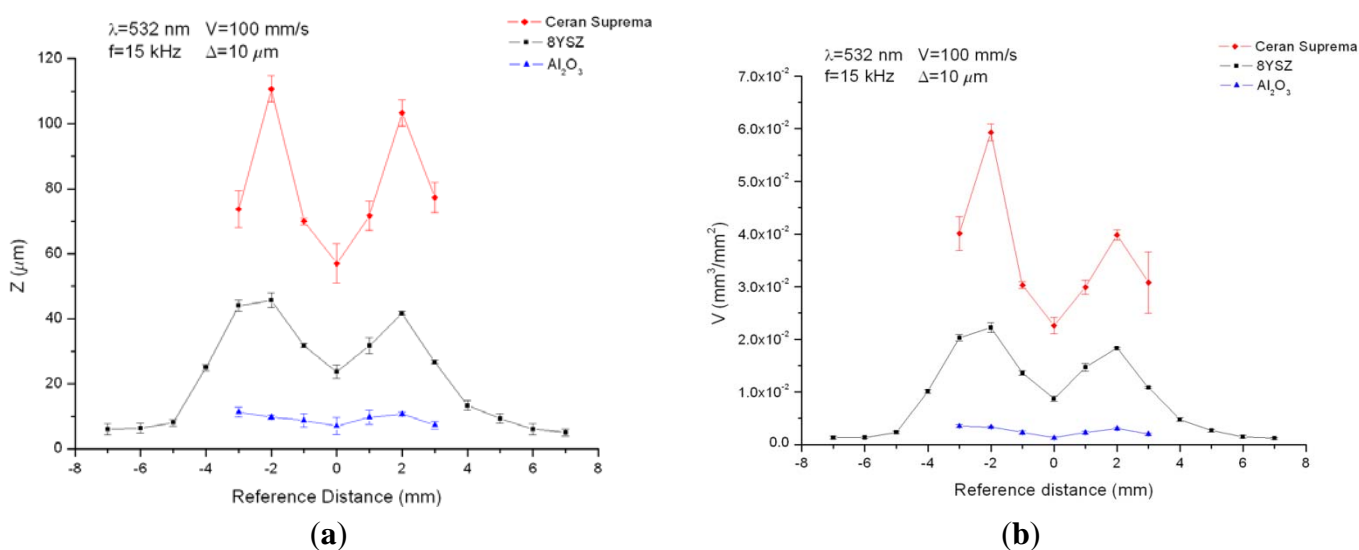 λ=532 nm V=100 mm/s
f=15 kHz Δ=10 μm
Ceran Suprema
8YSZ
Al₂O₃
120
100
80
60
40
20
0
Z (μm)
-8 -6 -4 -2 0 2 4 6 8
Reference Distance (mm)
(a)
λ=532 nm V=100 mm/s
f=15 kHz Δ=10 μm
Ceran Suprema
8YSZ
Al₂O₃
7.0x10⁻²
6.0x10⁻²
5.0x10⁻²
4.0x10⁻²
3.0x10⁻²
2.0x10⁻²
1.0x10⁻²
0.0
V (mm³/mm²)
-8 -6 -4 -2 0 2 4 6 8
Reference distance (mm)
(b)